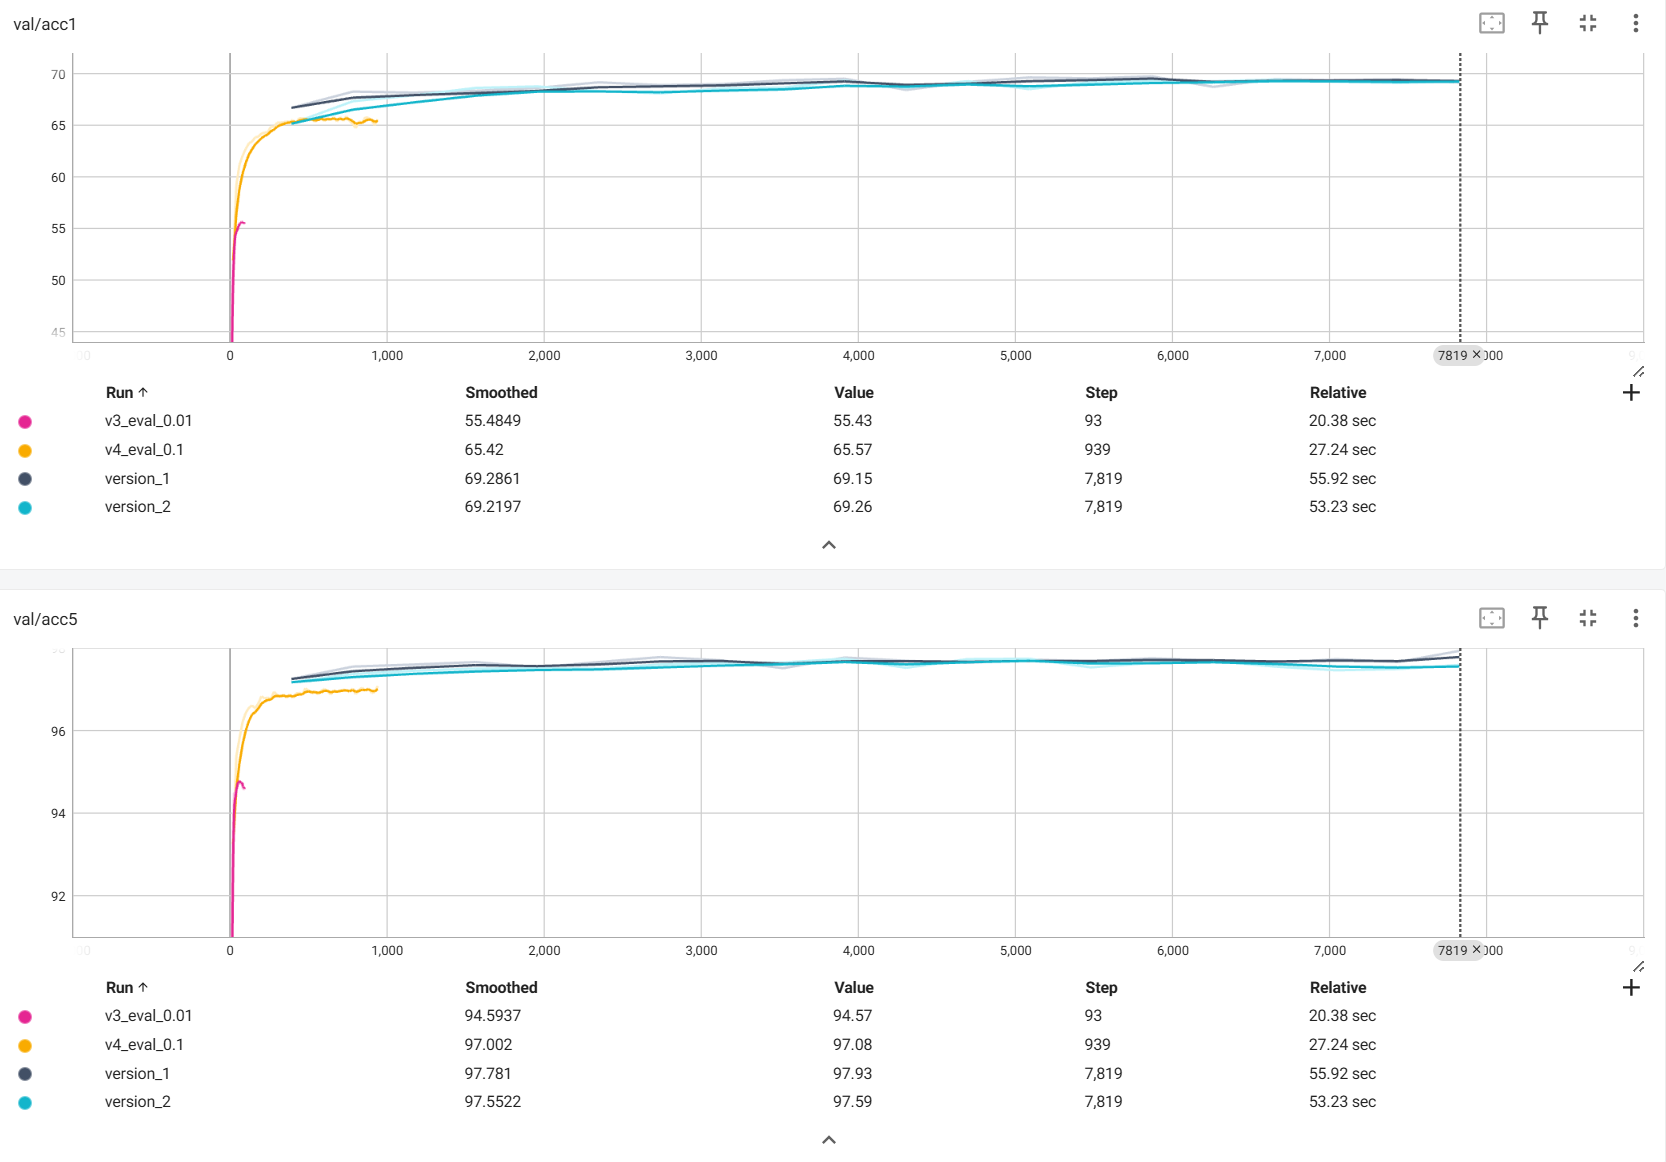 val/acc1
70
65
60
55
50
45
00 0 1,000 2,000 3,000 4,000 5,000 6,000 7,000 7819 × 000 9
Run ↑ Smoothed Value Step Relative +
v3_eval_0.01 55.4849 55.43 93 20.38 sec
v4_eval_0.1 65.42 65.57 939 27.24 sec
version_1 69.2861 69.15 7,819 55.92 sec
version_2 69.2197 69.26 7,819 53.23 sec
val/acc5
96
94
92
00 0 1,000 2,000 3,000 4,000 5,000 6,000 7,000 7819 × 000 9
Run ↑ Smoothed Value Step Relative +
v3_eval_0.01 94.5937 94.57 93 20.38 sec
v4_eval_0.1 97.002 97.08 939 27.24 sec
version_1 97.781 97.93 7,819 55.92 sec
version_2 97.5522 97.59 7,819 53.23 sec